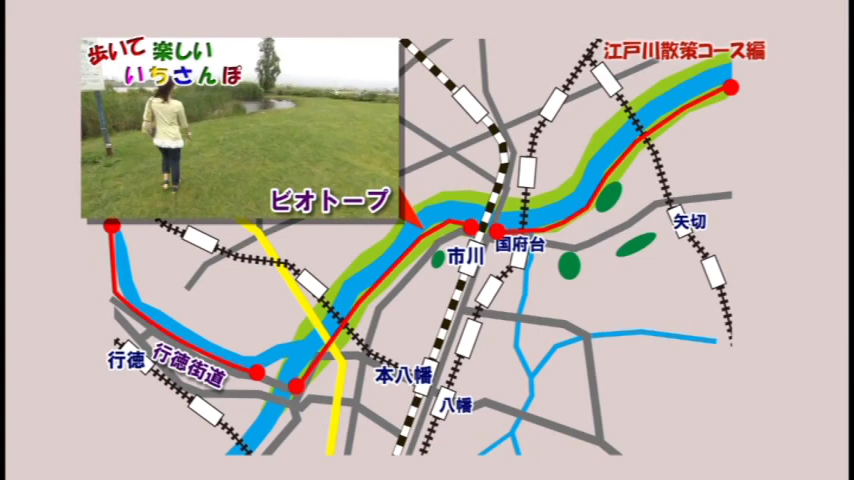 歩いて楽しい
いちさんぽ
江戸川散策コース編
ビオトープ
矢切
国府台
市川
行徳
行徳街道
本八幡
八幡